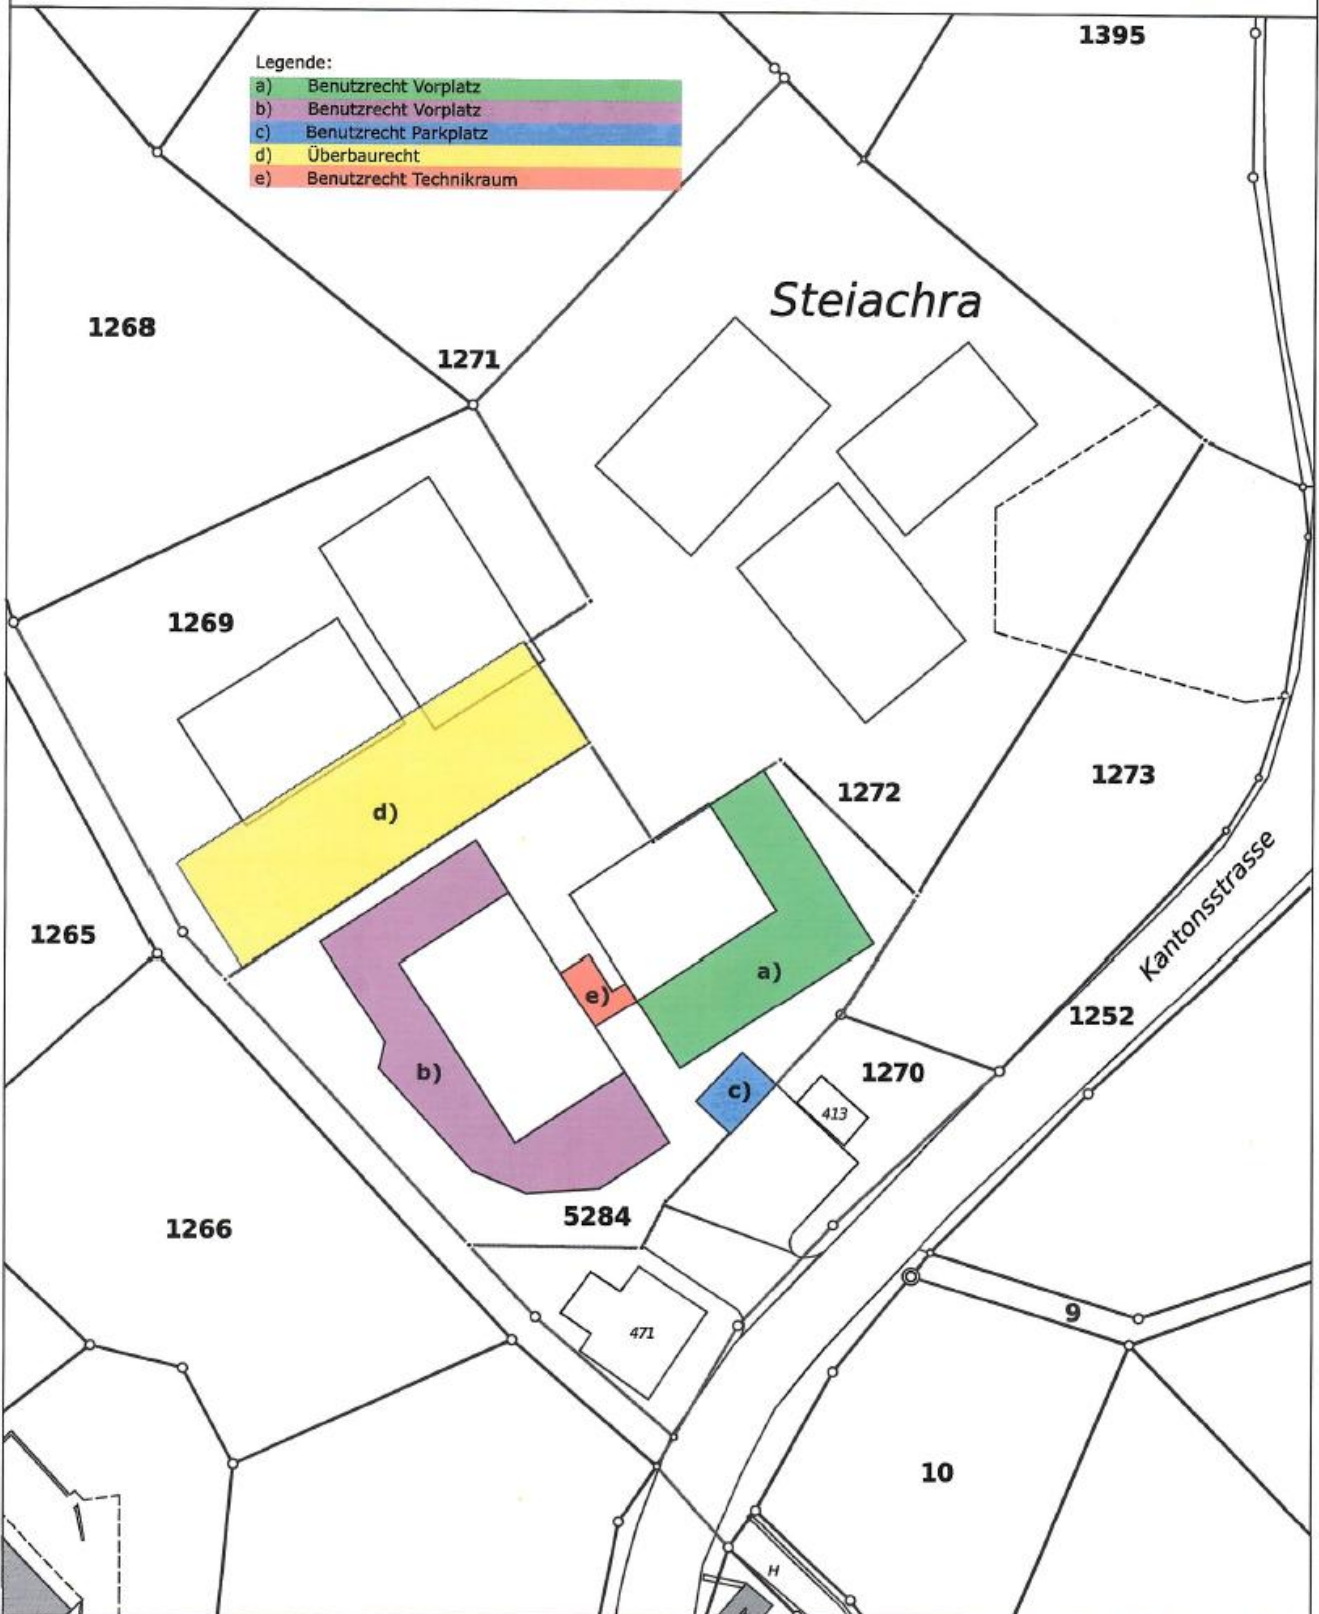 1395
Legende:
a) Benutzrecht Vorplatz
b) Benutzrecht Vorplatz
c) Benutzrecht Parkplatz
d) Überbaurecht
e) Benutzrecht Technikraum
Steiachra
1268
1271
1269
1272
1273
d)
Kantonsstrasse
1265
a)
e)
1252
b)
c)
1270
413
5284
1266
471
9
10
H